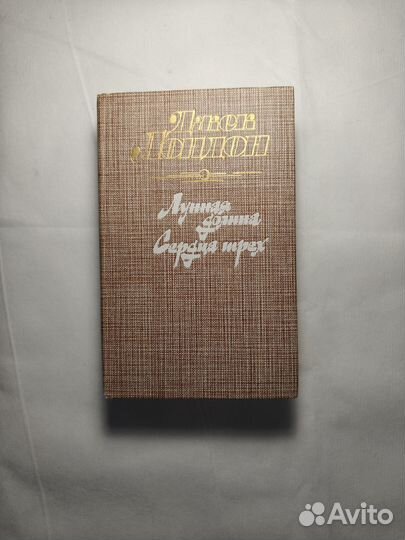 Джек
Лондон
Лунная
долина
Сердца трех
Avito